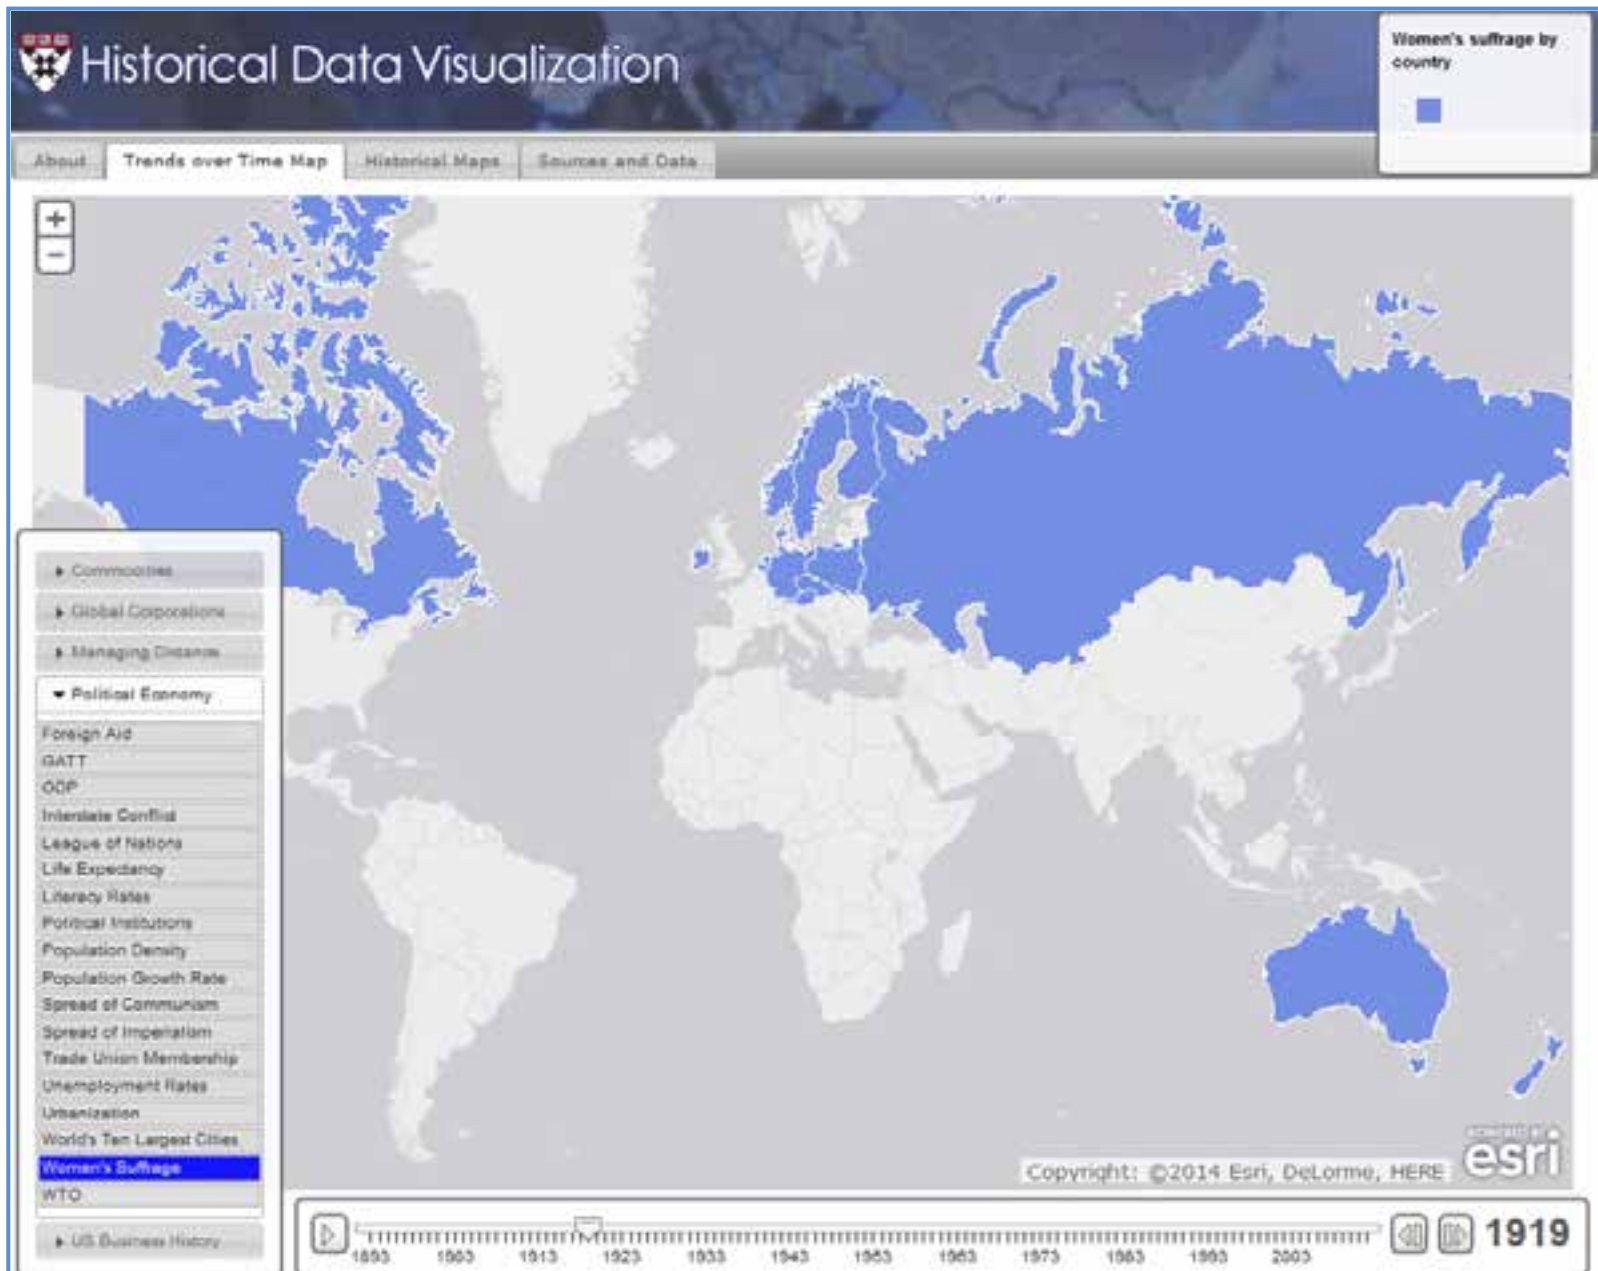 Historical Data Visualization
Women's suffrage by
country
About
Trends over Time Map
Historical Maps
Sources and Data
+
−
Commodities
Global Corporations
Managing Distance
Political Economy
Foreign Aid
GATT
GDP
Interstate Conflict
League of Nations
Life Expectancy
Literacy Rates
Political Institutions
Population Density
Population Growth Rate
Spread of Communism
Spread of Imperialism
Trade Union Membership
Unemployment Rates
Urbanization
World's Ten Largest Cities
Women's Suffrage
WTO
US Business History
Copyright: ©2014 Esri, DeLorme, HERE
POWERED BY
esri
1893 1903 1913 1923 1933 1943 1953 1963 1973 1983 1993 2003
1919